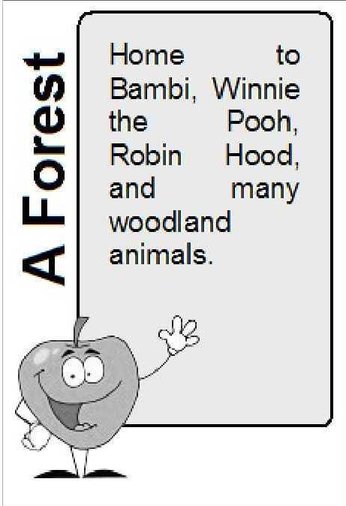 A Forest
Home to
Bambi, Winnie
the Pooh,
Robin Hood,
and many
woodland
animals.